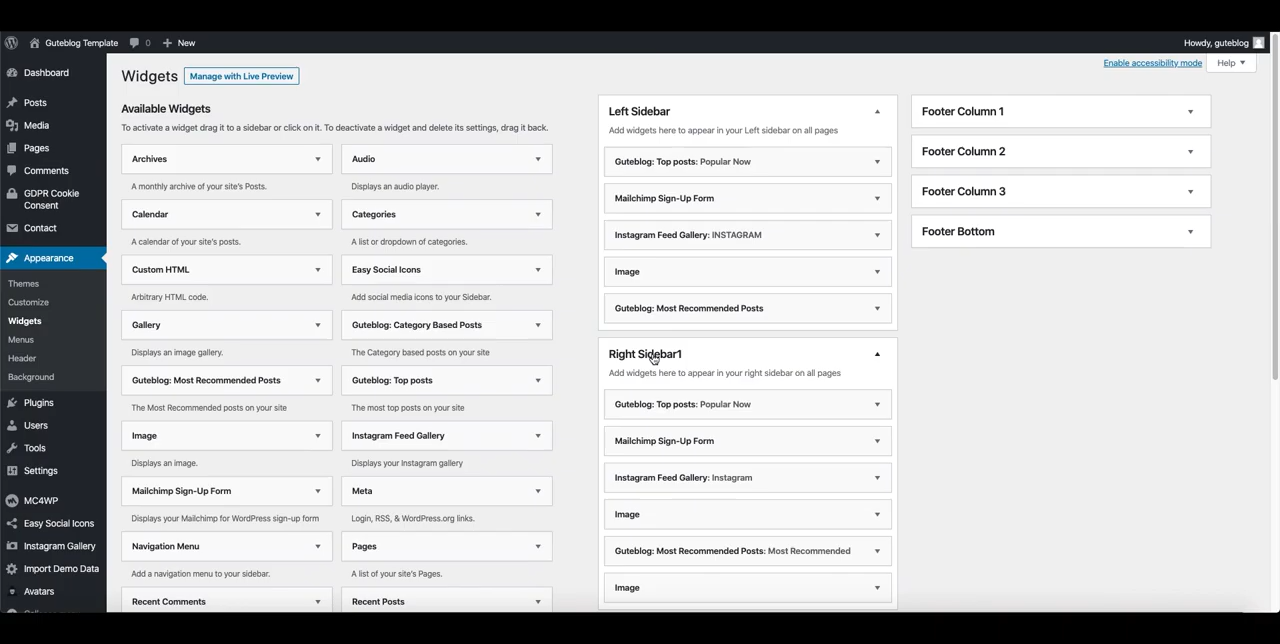 Guteblog Template 0 New
Howdy, guteblog
Dashboard
Posts
Media
Pages
Comments
GDPR Cookie
Consent
Contact
Appearance
Themes
Customize
Widgets
Menus
Header
Background
Plugins
Users
Tools
Settings
MC4WP
Easy Social Icons
Instagram Gallery
Import Demo Data
Avatars
Widgets Manage with Live Preview
Enable accessibility mode Help
Available Widgets
To activate a widget drag it to a sidebar or click on it. To deactivate a widget and delete its settings, drag it back.
Archives Audio
A monthly archive of your site's Posts. Displays an audio player.
Calendar Categories
A calendar of your site's posts. A list or dropdown of categories.
Custom HTML Easy Social Icons
Arbitrary HTML code. Add social media icons to your Sidebar.
Gallery Guteblog: Category Based Posts
Displays an image gallery. The Category based posts on your site
Guteblog: Most Recommended Posts Guteblog: Top posts
The Most Recommended posts on your site The most top posts on your site
Image Instagram Feed Gallery
Displays an image. Displays your Instagram gallery
Mailchimp Sign-Up Form Meta
Displays your Mailchimp for WordPress sign-up form Login, RSS, & WordPress.org links.
Navigation Menu Pages
Add a navigation menu to your sidebar. A list of your site's Pages.
Recent Comments Recent Posts
Left Sidebar
Add widgets here to appear in your Left sidebar on all pages
Guteblog: Top posts: Popular Now
Mailchimp Sign-Up Form
Instagram Feed Gallery: INSTAGRAM
Image
Guteblog: Most Recommended Posts
Right Sidebar1
Add widgets here to appear in your right sidebar on all pages
Guteblog: Top posts: Popular Now
Mailchimp Sign-Up Form
Instagram Feed Gallery: Instagram
Image
Guteblog: Most Recommended Posts: Most Recommended
Image
Footer Column 1
Footer Column 2
Footer Column 3
Footer Bottom